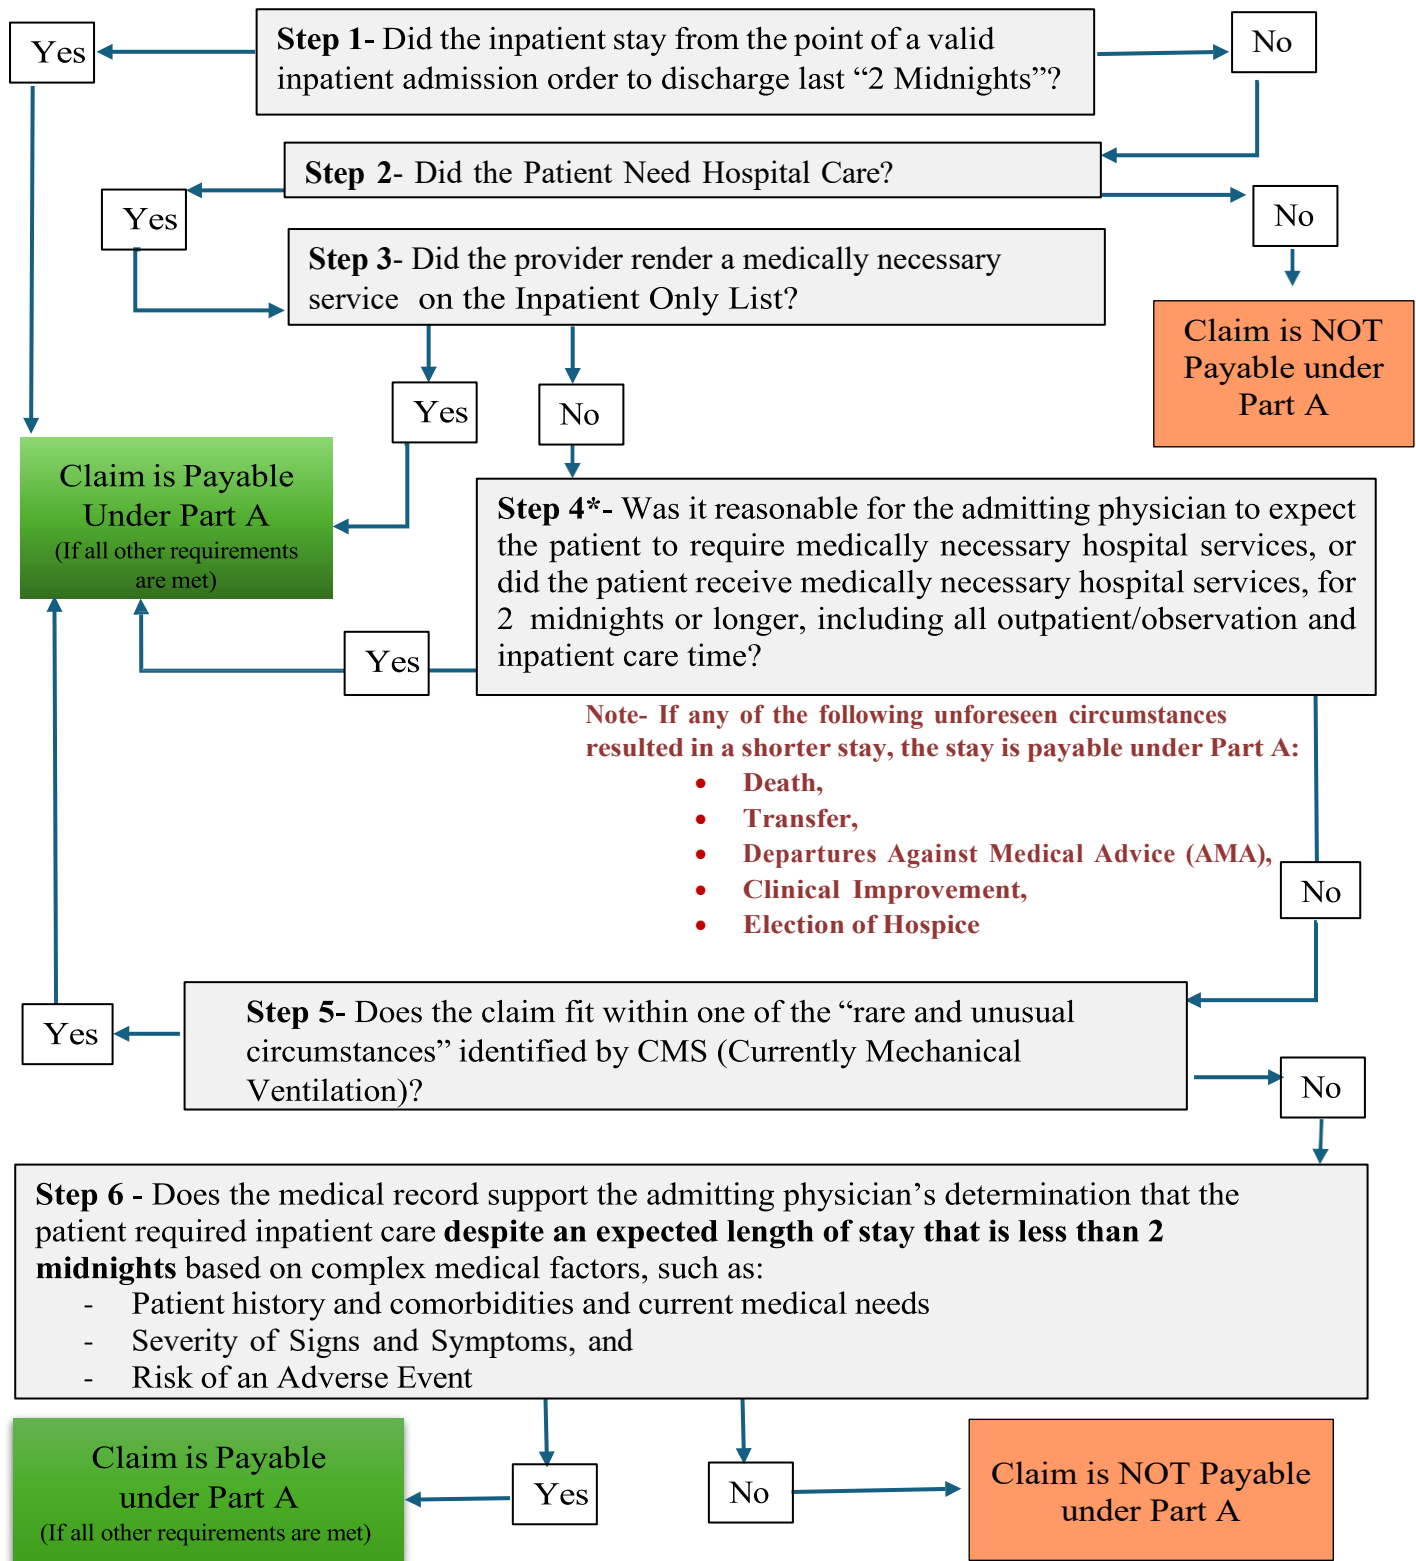 Yes
Step 1- Did the inpatient stay from the point of a valid
inpatient admission order to discharge last “2 Midnights”?
No
Step 2- Did the Patient Need Hospital Care?
Yes
No
Step 3- Did the provider render a medically necessary
service on the Inpatient Only List?
Claim is NOT
Payable under
Part A
Yes
No
Claim is Payable
Under Part A
(If all other requirements
are met)
Step 4*- Was it reasonable for the admitting physician to expect
the patient to require medically necessary hospital services, or
did the patient receive medically necessary hospital services, for
2 midnights or longer, including all outpatient/observation and
inpatient care time?
Yes
Note- If any of the following unforeseen circumstances
resulted in a shorter stay, the stay is payable under Part A:
• Death,
• Transfer,
• Departures Against Medical Advice (AMA),
• Clinical Improvement,
• Election of Hospice
No
Step 5- Does the claim fit within one of the “rare and unusual
circumstances” identified by CMS (Currently Mechanical
Ventilation)?
Yes
No
Step 6 - Does the medical record support the admitting physician’s determination that the
patient required inpatient care despite an expected length of stay that is less than 2
midnights based on complex medical factors, such as:
- Patient history and comorbidities and current medical needs
- Severity of Signs and Symptoms, and
- Risk of an Adverse Event
Claim is Payable
under Part A
(If all other requirements are met)
Yes
No
Claim is NOT Payable
under Part A